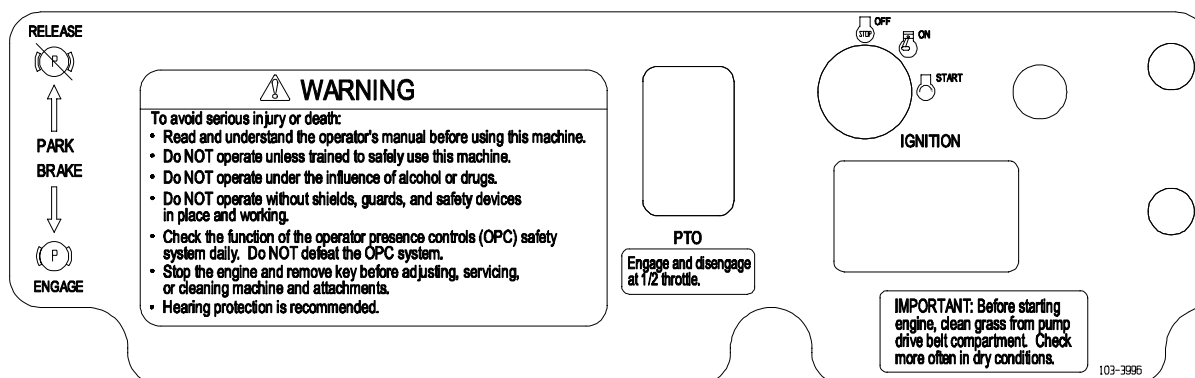 RELEASE
P
PARK
BRAKE
P
ENGAGE
WARNING
To avoid serious injury or death:
• Read and understand the operator's manual before using this machine.
• Do NOT operate unless trained to safely use this machine.
• Do NOT operate under the influence of alcohol or drugs.
• Do NOT operate without shields, guards, and safety devices
in place and working.
• Check the function of the operator presence controls (OPC) safety
system daily. Do NOT defeat the OPC system.
• Stop the engine and remove key before adjusting, servicing,
or cleaning machine and attachments.
• Hearing protection is recommended.
PTO
Engage and disengage
at 1/2 throttle.
OFF
STOP
ON
START
IGNITION
IMPORTANT: Before starting
engine, clean grass from pump
drive belt compartment. Check
more often in dry conditions.
103-3996